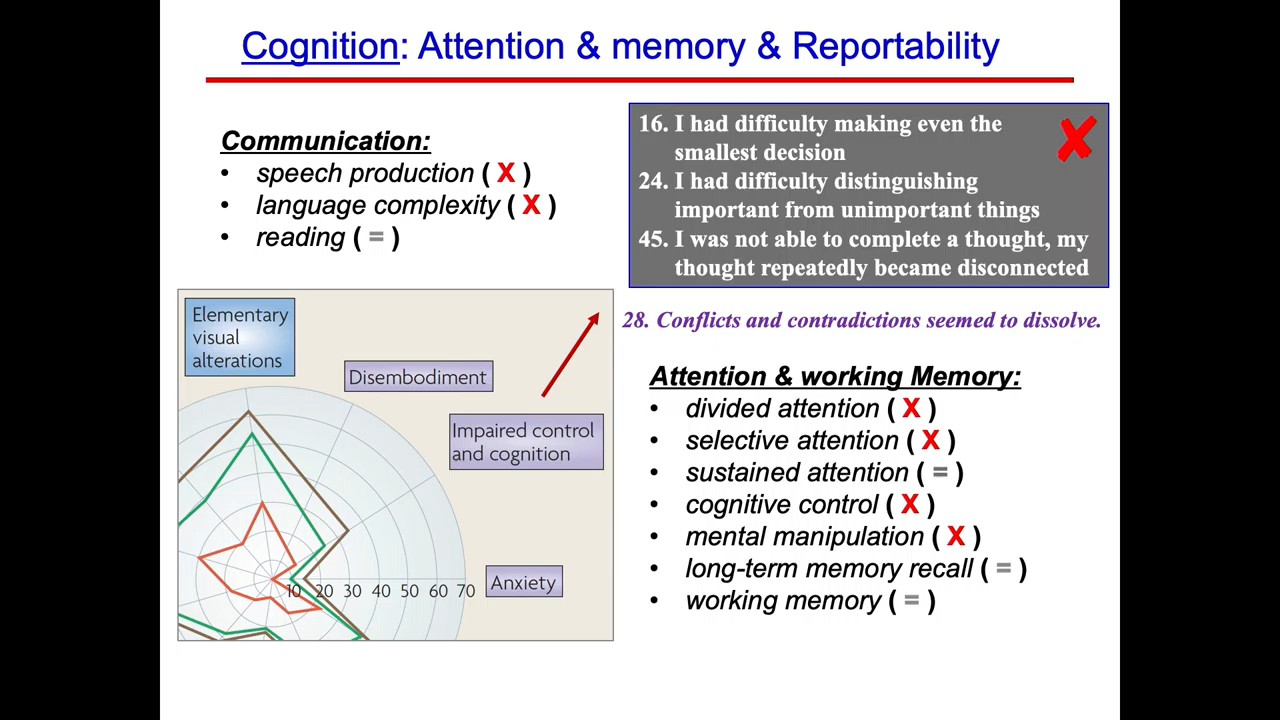 Cognition: Attention & memory & Reportability
Communication:
• speech production ( X )
• language complexity ( X )
• reading ( = )
16. I had difficulty making even the
smallest decision
24. I had difficulty distinguishing
important from unimportant things
45. I was not able to complete a thought, my
thought repeatedly became disconnected
28. Conflicts and contradictions seemed to dissolve.
Elementary
visual
alterations
Disembodiment
Impaired control
and cognition
Anxiety
10 20 30 40 50 60 70
Attention & working Memory:
• divided attention ( X )
• selective attention ( X )
• sustained attention ( = )
• cognitive control ( X )
• mental manipulation ( X )
• long-term memory recall ( = )
• working memory ( = )